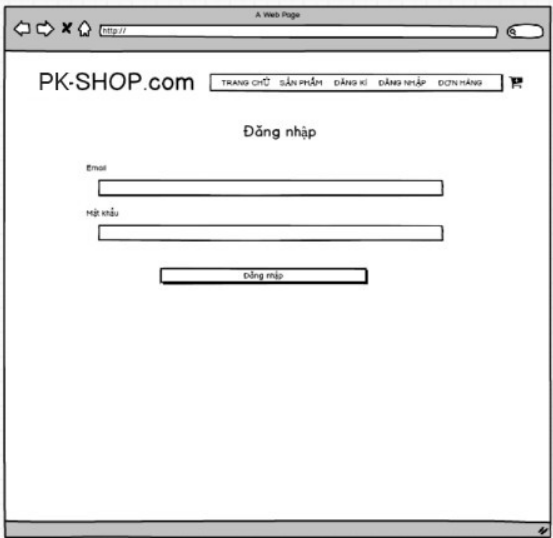 A Web Page
http://
PK-SHOP.com
TRANG CHỦ SẢN PHẨM ĐĂNG KÍ ĐĂNG NHẬP ĐƠN HÀNG
Đăng nhập
Email
Mật khẩu
Đăng nhập